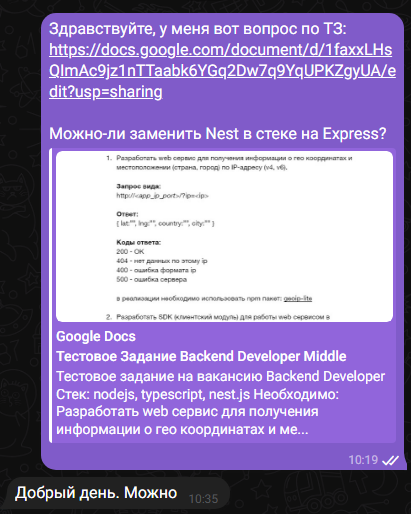 Здравствуйте, у меня вот вопрос по ТЗ:
https://docs.google.com/document/d/1faxxLHs
QImAc9jz1nTTaabk6YGq2Dw7q9YqUPKZgyUA/e
dit?usp=sharing
Можно-ли заменить Nest в стеке на Express?
1. Разработать web сервис для получения информации о гео координатах и
местоположении (страна, город) по IP-адресу (v4, v6).
Запрос вида:
http://<app_ip_port>/?ip=<ip>
Ответ:
{ lat:"", lng:"", country:"", city:"" }
Коды ответа:
200 - OK
404 - нет данных по этому ip
400 - ошибка формата ip
500 - ошибка сервера
в реализации необходимо использовать npm пакет: geoip-lite
2. Разработать SDK (клиентский модуль) для работы web сервисом в
Google Docs
Тестовое Задание Backend Developer Middle
Тестовое задание на вакансию Backend Developer
Стек: nodejs, typescript, nest.js Необходимо:
Разработать web сервис для получения
информации о гео координатах и ме...
10:19
Добрый день. Можно 10:35